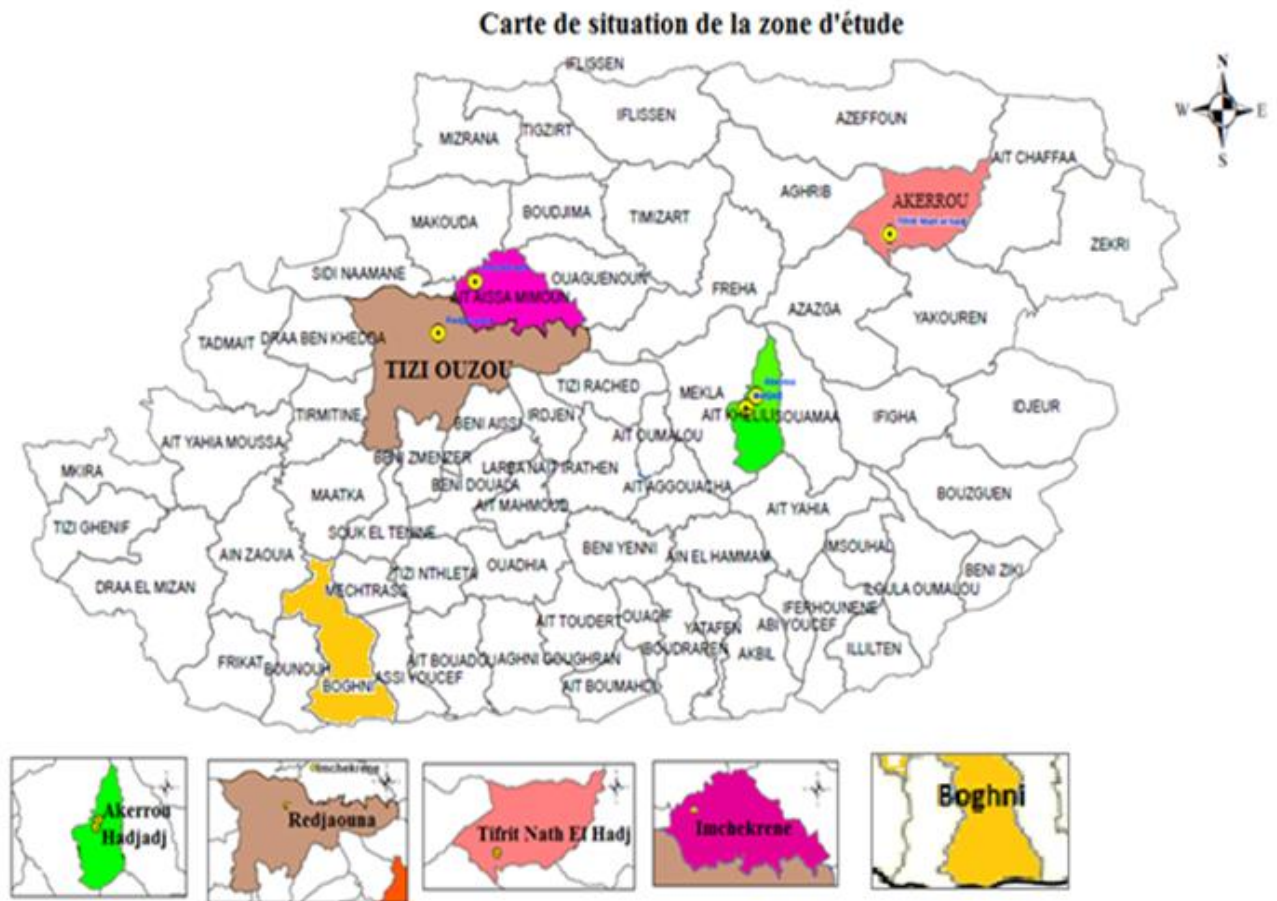 Carte de situation de la zone d'étude
N
W
E
S
IFLISSEN
IFLISSEN
AZEFFOUN
MIZRANA
TIGZIRT
AIT CHAFFAA
AGHRIB
AKERROU
MAKOUDA
BOUDJIMA
TIMIZART
ZEKRI
SIDI NAAMANE
OUAGUENOUN
AIT AISSA MIMOUN
FREHA
AZAZGA
YAKOUREN
TADMAIT
DRAA BEN KHEDDA
TIZI OUZOU
TIZI RACHED
MEKLA
TIRMITINE
BENI AISSI
IRDJEN
AIT KHELILI
SOUAMAA
IFIGHA
IDJEUR
AIT YAHIA MOUSSA
AIT OUMALOU
BENI ZMENZER
LARBA NAIT IRATHEN
MKIRA
MAATKA
BENI DOUADA
AIT AGGOUACHA
BOUZGUEN
AIT MAHMOUD
AIT YAHIA
TIZI GHENIF
SOUK EL TENINE
AIN ZAOUIA
BENI YENNI
AIN EL HAMMAM
IMSOUHAL
OUADHIA
TIZI NTHLETA
BENI ZIKI
DRAA EL MIZAN
MECHTRASS
ILOULA OUMALOU
IFERHOUNENE
AIT TOUDERT
OUACIF
YATAFEN
ABI YOUCEF
BOUDRAREN
AKBIL
ILLILTEN
FRIKAT
BOUNOUH
AIT BOUADOU
AGHNI GOUGHRAN
ASSI YOUCEF
BOGHNI
AIT BOUMAHDI
Akerrou
Hadjadj
Imchekrene
Redjaouna
Tifrit Nath El Hadj
Imchekrene
Boghni